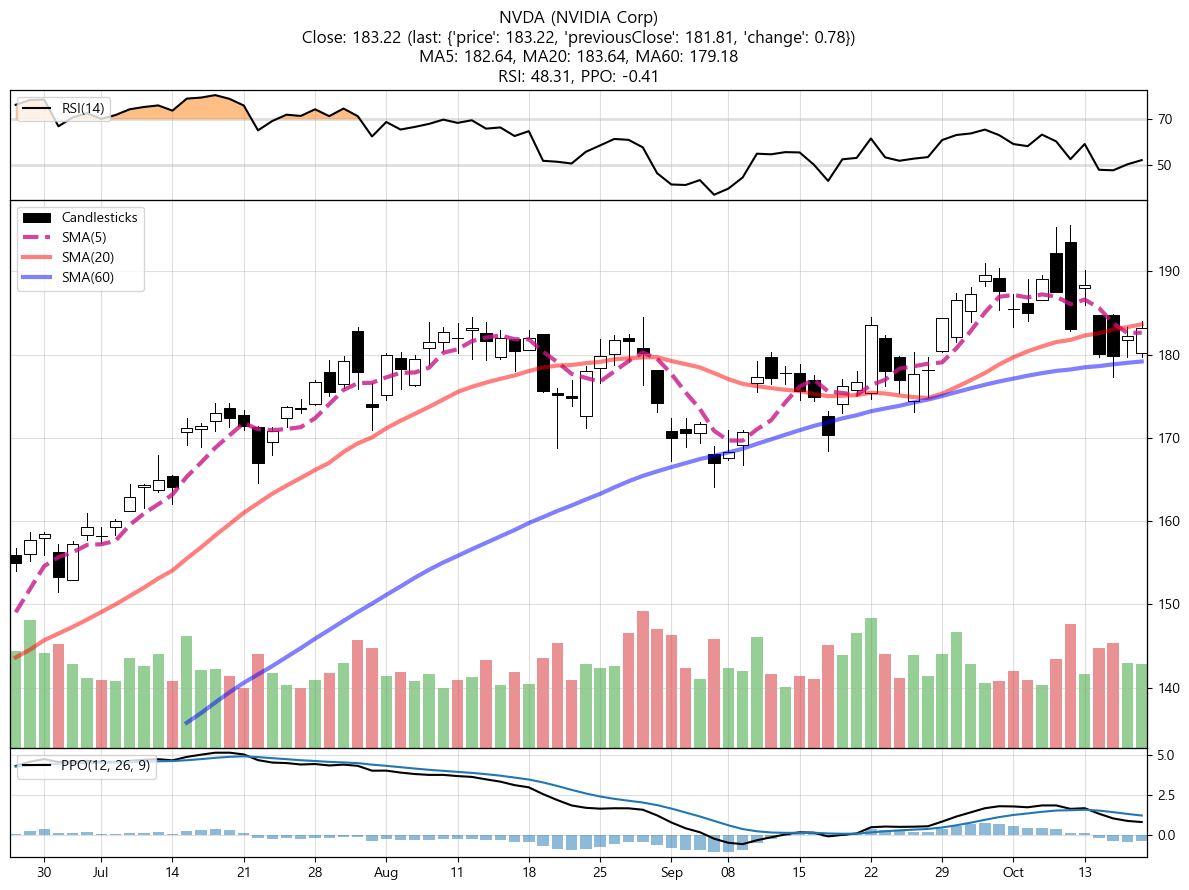 NVDA (NVIDIA Corp)
Close: 183.22 (last: {'price': 183.22, 'previousClose': 181.81, 'change': 0.78})
MA5: 182.64, MA20: 183.64, MA60: 179.18
RSI: 48.31, PPO: -0.41
RSI(14)
70
50
Candlesticks
SMA(5)
SMA(20)
SMA(60)
190
180
170
160
150
140
PPO(12, 26, 9)
5.0
2.5
0.0
30 Jul 14 21 28 Aug 11 18 25 Sep 08 15 22 29 Oct 13